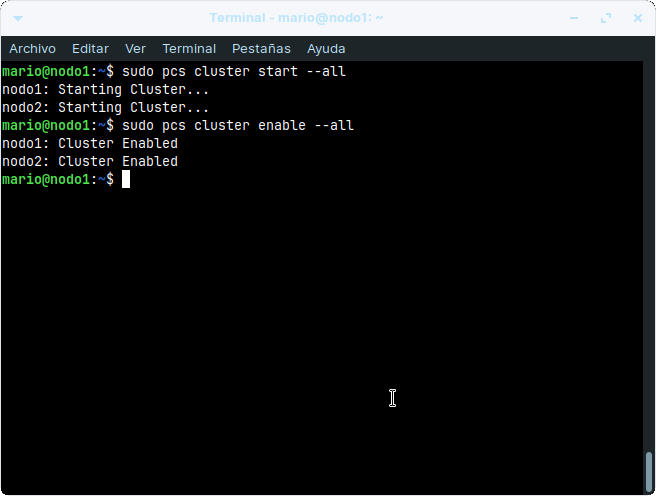 Terminal - mario@nodo1: ~
Archivo Editar Ver Terminal Pestañas Ayuda
mario@nodo1:~$ sudo pcs cluster start --all
nodo1: Starting Cluster...
nodo2: Starting Cluster...
mario@nodo1:~$ sudo pcs cluster enable --all
nodo1: Cluster Enabled
nodo2: Cluster Enabled
mario@nodo1:~$